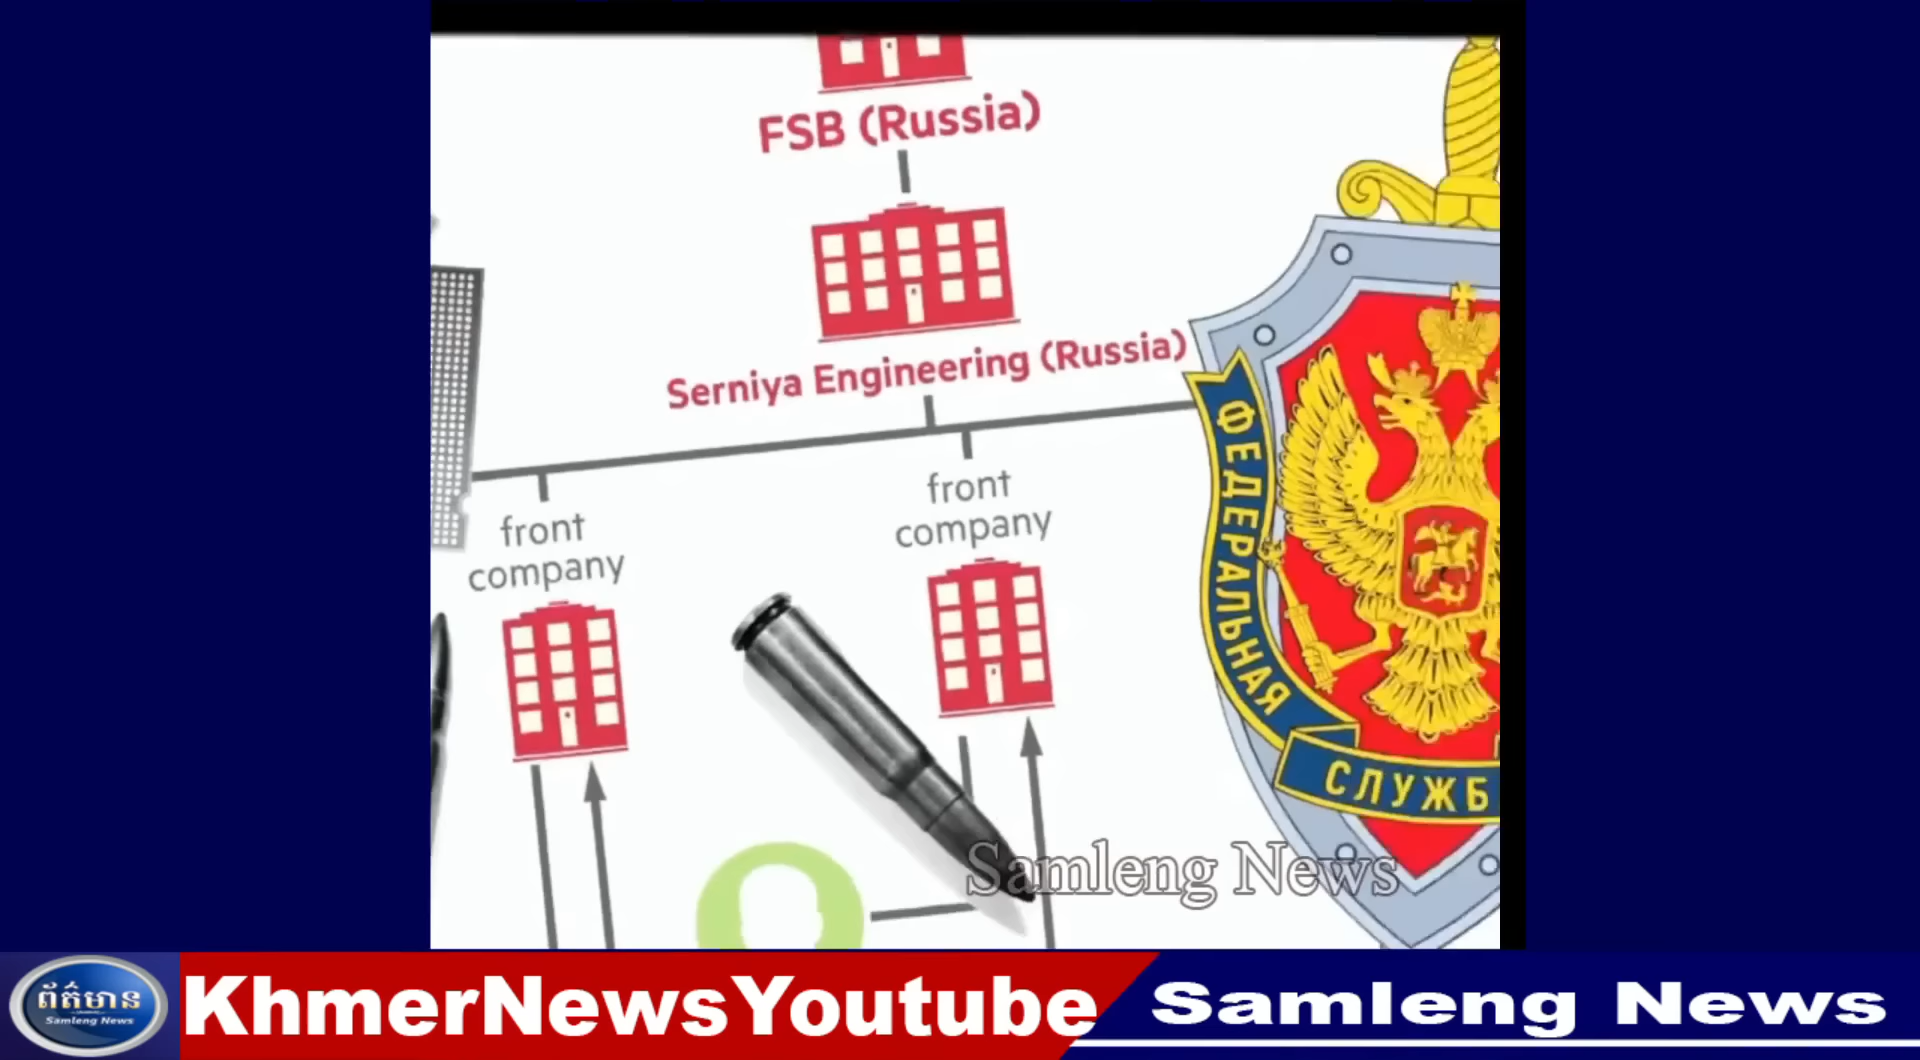 FSB (Russia)
Serniya Engineering (Russia)
front
company
front
company
ФЕДЕРАЛЬНАЯ
СЛУЖБ
Samleng News
ព័ត៌មាន
Samleng News
KhmerNewsYoutube
Samleng News